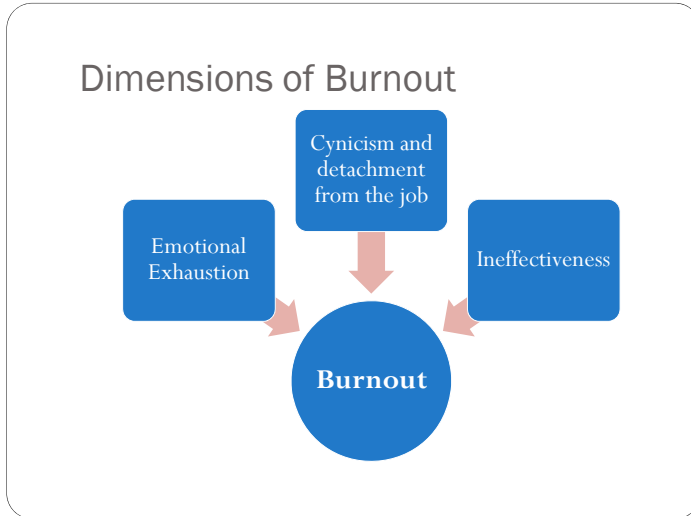 Dimensions of Burnout
Cynicism and
detachment
from the job
Emotional
Exhaustion
Ineffectiveness
Burnout